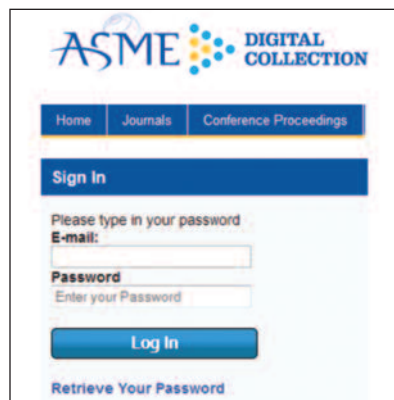 ASME DIGITAL
COLLECTION
Home Journals Conference Proceedings
Sign In
Please type in your password
E-mail:
Password
Enter your Password
Log In
Retrieve Your Password